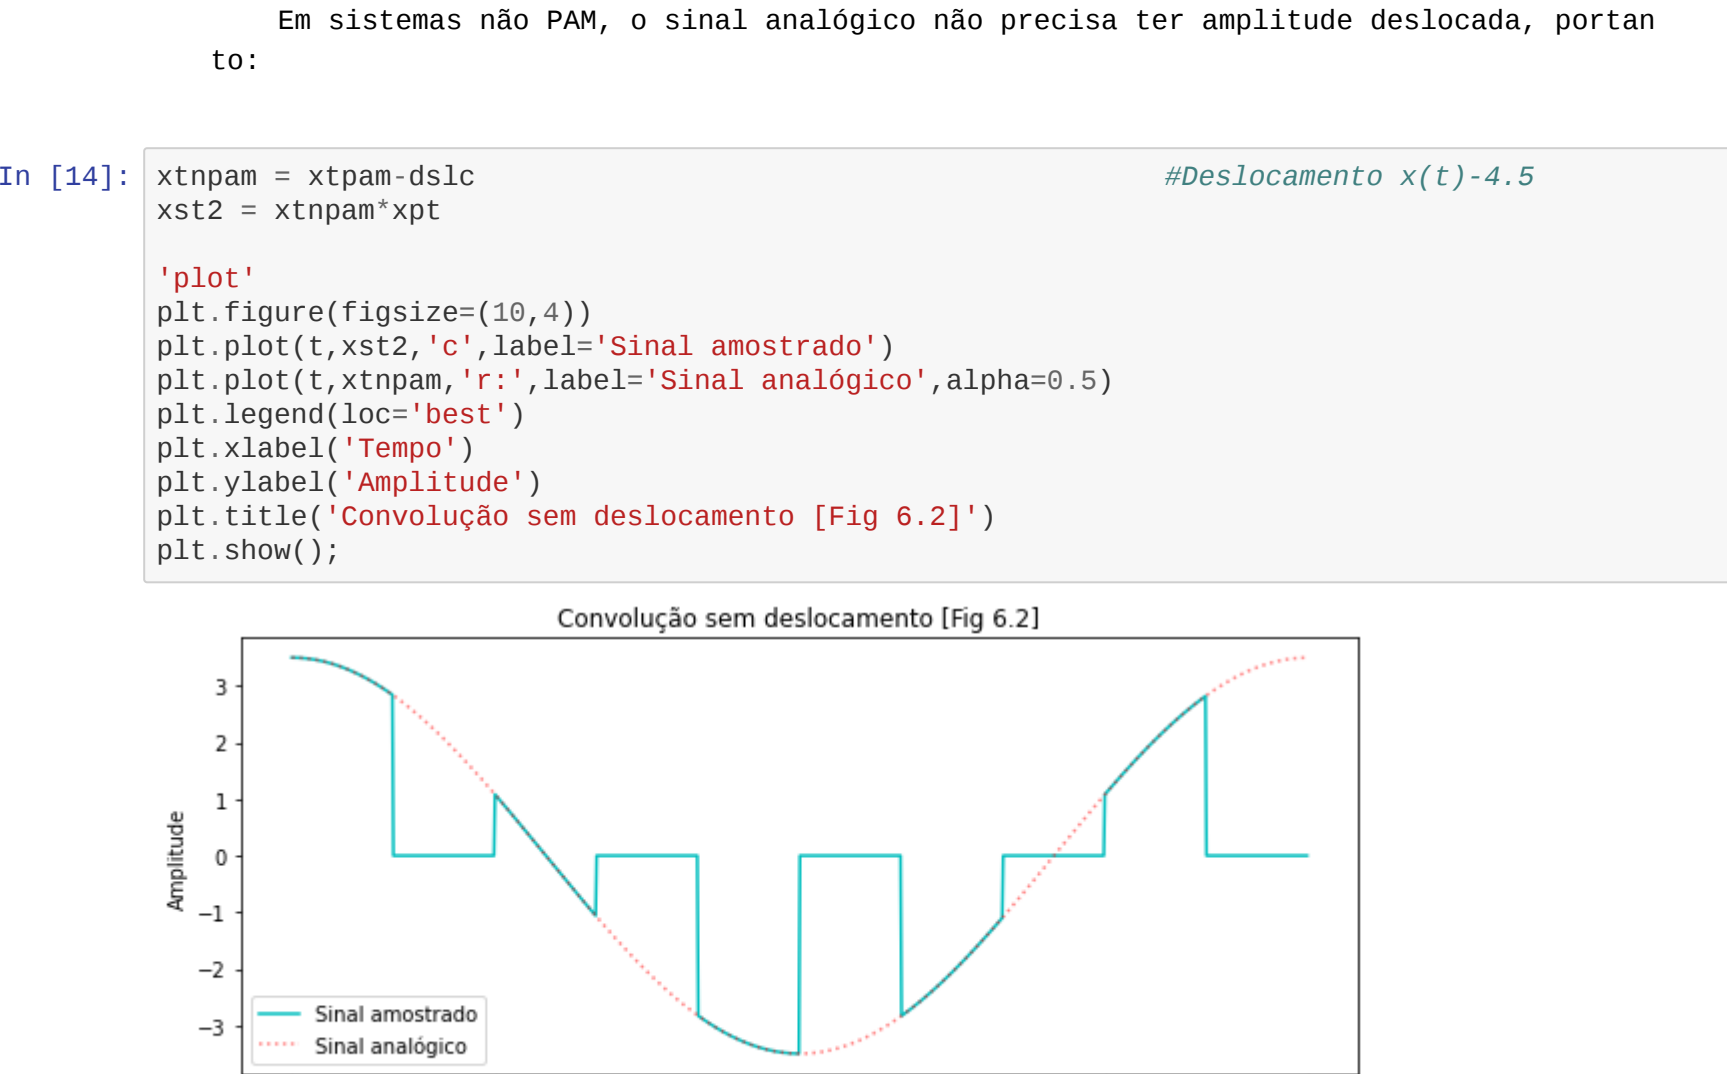 Em sistemas não PAM, o sinal analógico não precisa ter amplitude deslocada, portan
to:
In [14]: xtnpam = xtpam-dslc #Deslocamento x(t)-4.5
xst2 = xtnpam*xpt
'plot'
plt.figure(figsize=(10,4))
plt.plot(t,xst2,'c',label='Sinal amostrado')
plt.plot(t,xtnpam,'r:',label='Sinal analógico',alpha=0.5)
plt.legend(loc='best')
plt.xlabel('Tempo')
plt.ylabel('Amplitude')
plt.title('Convolução sem deslocamento [Fig 6.2]')
plt.show();
Convolução sem deslocamento [Fig 6.2]
3
2
1
0
−1
−2
−3
Amplitude
Sinal amostrado
Sinal analógico